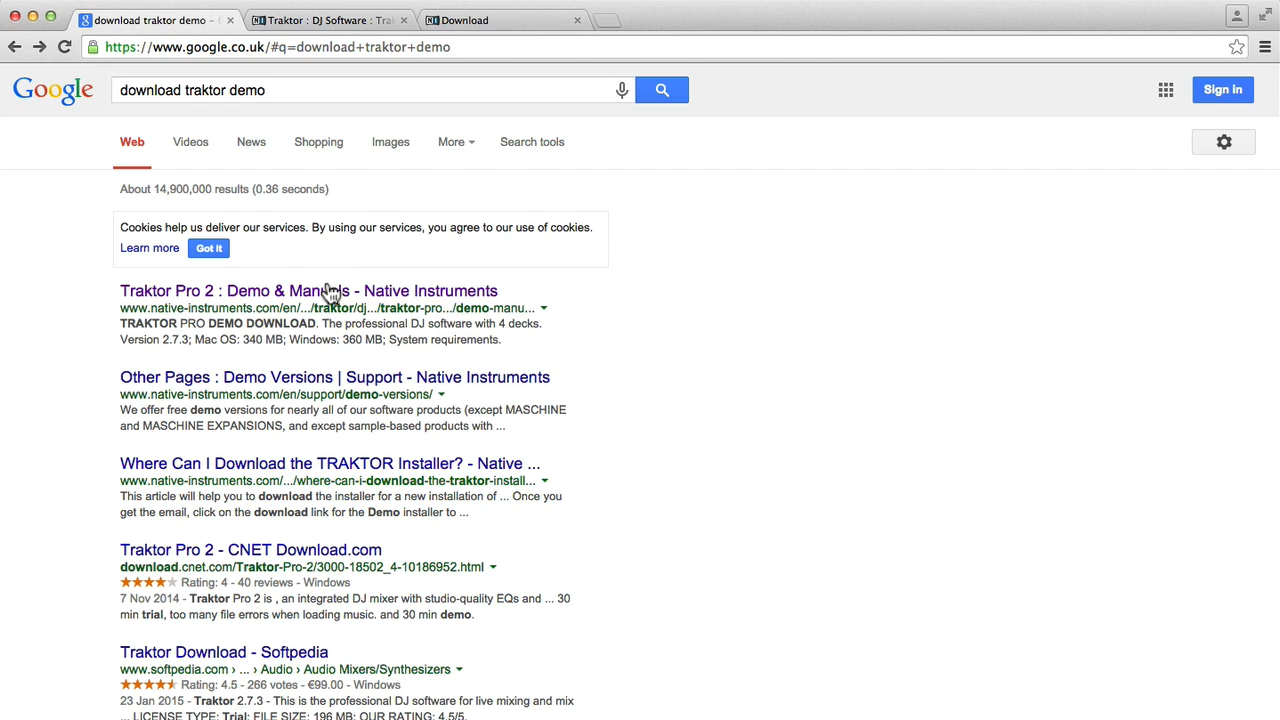 download traktor demo -
Traktor : DJ Software : Tra
Download
https://www.google.co.uk/#q=download+traktor+demo
Google
download traktor demo
Sign in
Web
Videos
News
Shopping
Images
More
Search tools
About 14,900,000 results (0.36 seconds)
Cookies help us deliver our services. By using our services, you agree to our use of cookies.
Learn more
Got it
Traktor Pro 2 : Demo & Manuals - Native Instruments
www.native-instruments.com/en/.../traktor/dj.../traktor-pro.../demo-manu...
TRAKTOR PRO DEMO DOWNLOAD. The professional DJ software with 4 decks.
Version 2.7.3; Mac OS: 340 MB; Windows: 360 MB; System requirements.
Other Pages : Demo Versions | Support - Native Instruments
www.native-instruments.com/en/support/demo-versions/
We offer free demo versions for nearly all of our software products (except MASCHINE
and MASCHINE EXPANSIONS, and except sample-based products with ...
Where Can I Download the TRAKTOR Installer? - Native ...
www.native-instruments.com/.../where-can-i-download-the-traktor-install...
This article will help you to download the installer for a new installation of ... Once you
get the email, click on the download link for the Demo installer to ...
Traktor Pro 2 - CNET Download.com
download.cnet.com/Traktor-Pro-2/3000-18502_4-10186952.html
Rating: 4 - 40 reviews - Windows
7 Nov 2014 - Traktor Pro 2 is , an integrated DJ mixer with studio-quality EQs and ... 30
min trial, too many file errors when loading music. and 30 min demo.
Traktor Download - Softpedia
www.softpedia.com › ... › Audio › Audio Mixers/Synthesizers
Rating: 4.5 - 266 votes - €99.00 - Windows
23 Jan 2015 - Traktor 2.7.3 - This is the professional DJ software for live mixing and mix
... LICENSE TYPE: Trial; FILE SIZE: 196 MB; OUR RATING: 4.5/5.